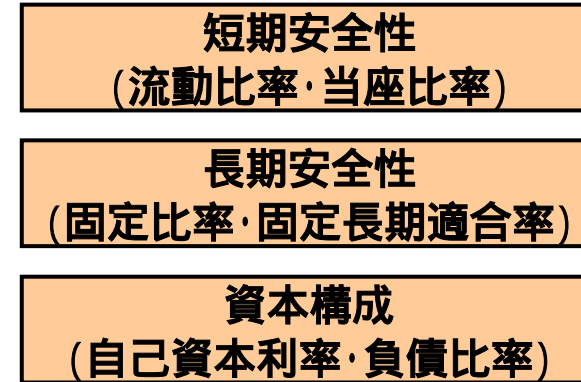 短期安全性
(流動比率·当座比率)
長期安全性
(固定比率·固定長期適合率)
資本構成
(自己資本利率·負債比率)